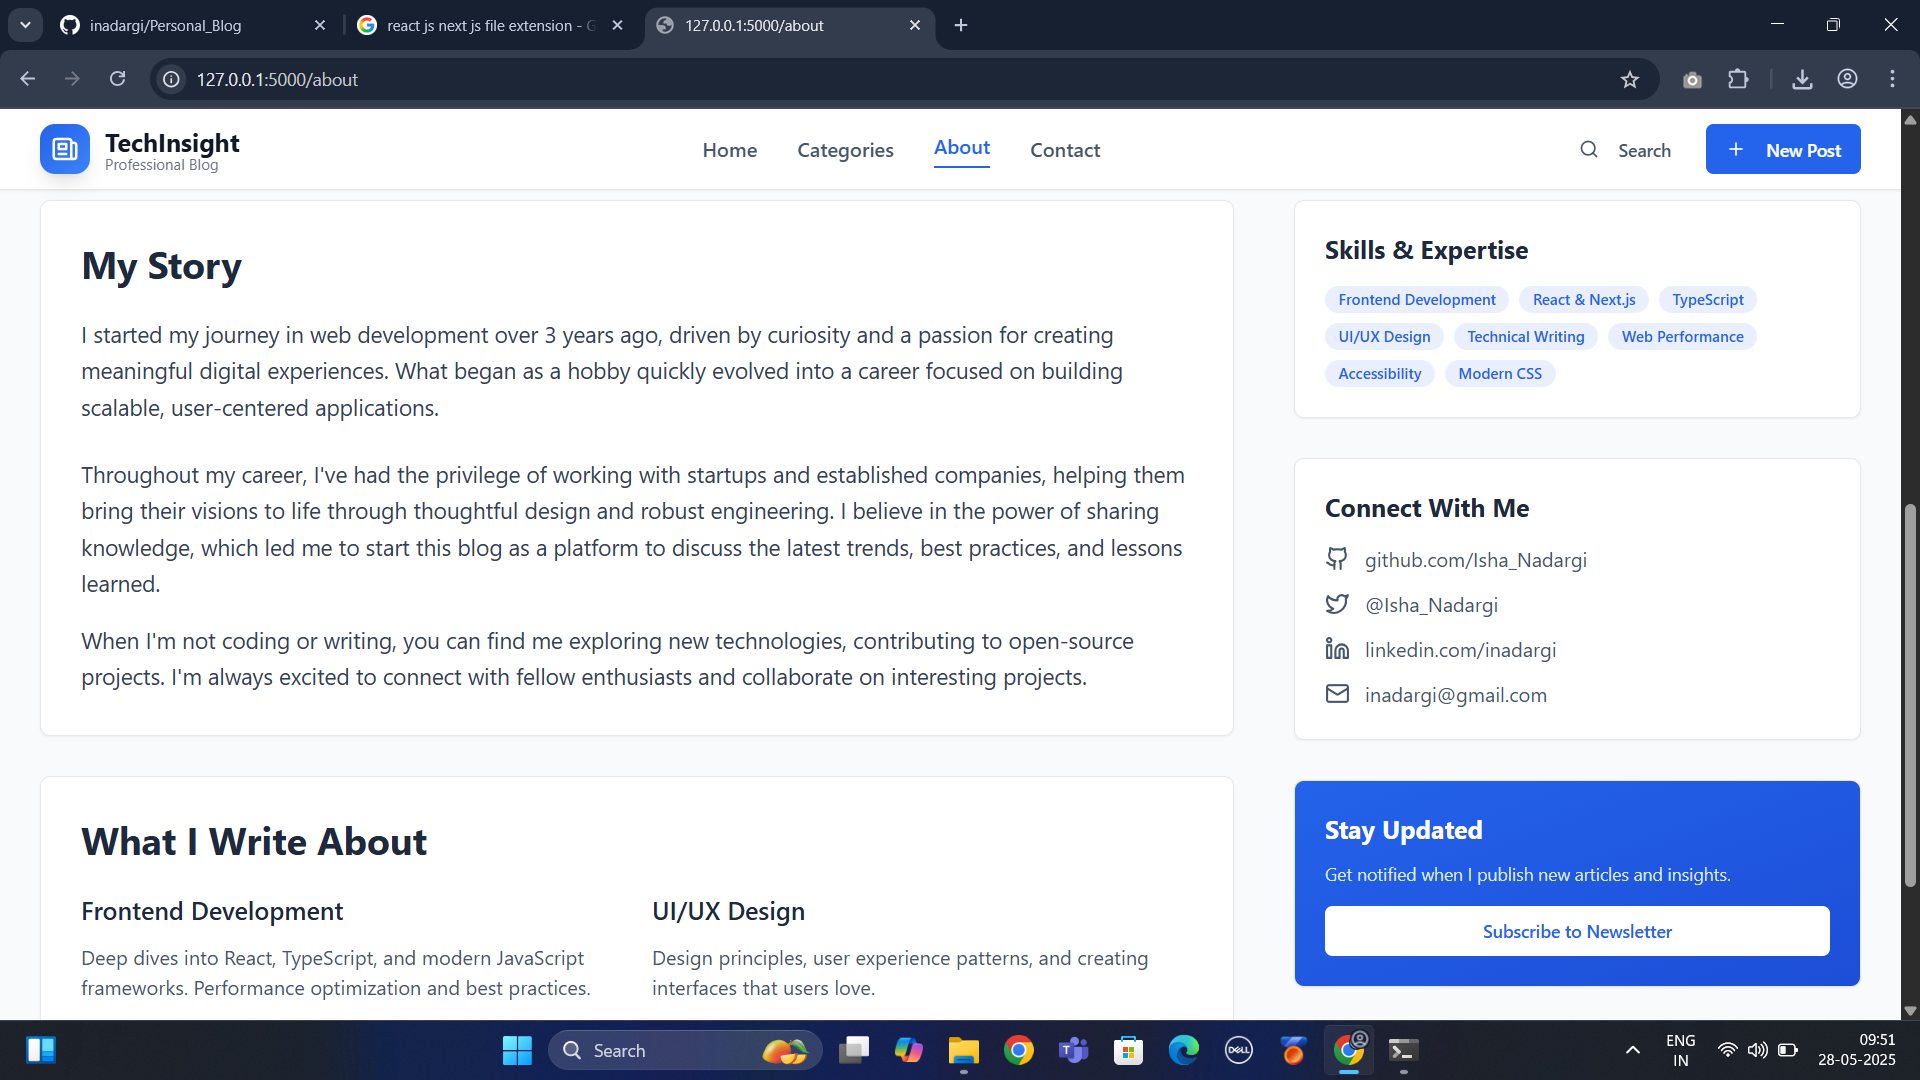 inadargi/Personal_Blog
react js next js file extension - G
127.0.0.1:5000/about
127.0.0.1:5000/about
TechInsight
Professional Blog
Home
Categories
About
Contact
Search
New Post
My Story
I started my journey in web development over 3 years ago, driven by curiosity and a passion for creating
meaningful digital experiences. What began as a hobby quickly evolved into a career focused on building
scalable, user-centered applications.
Throughout my career, I've had the privilege of working with startups and established companies, helping them
bring their visions to life through thoughtful design and robust engineering. I believe in the power of sharing
knowledge, which led me to start this blog as a platform to discuss the latest trends, best practices, and lessons
learned.
When I'm not coding or writing, you can find me exploring new technologies, contributing to open-source
projects. I'm always excited to connect with fellow enthusiasts and collaborate on interesting projects.
What I Write About
Frontend Development
Deep dives into React, TypeScript, and modern JavaScript
frameworks. Performance optimization and best practices.
UI/UX Design
Design principles, user experience patterns, and creating
interfaces that users love.
Skills & Expertise
Frontend Development
React & Next.js
TypeScript
UI/UX Design
Technical Writing
Web Performance
Accessibility
Modern CSS
Connect With Me
github.com/Isha_Nadargi
@Isha_Nadargi
linkedin.com/inadargi
inadargi@gmail.com
Stay Updated
Get notified when I publish new articles and insights.
Subscribe to Newsletter
Search
DELL
ENG
IN
09:51
28-05-2025